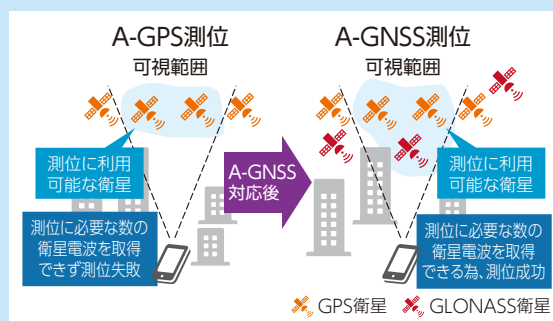 A-GPS測位
可視範囲
測位に利用
可能な衛星
測位に必要な数の
衛星電波を取得
できず測位失敗
A-GNSS
対応後
A-GNSS測位
可視範囲
測位に利用
可能な衛星
測位に必要な数の
衛星電波を取得
できる為、測位成功
GPS衛星
GLONASS衛星